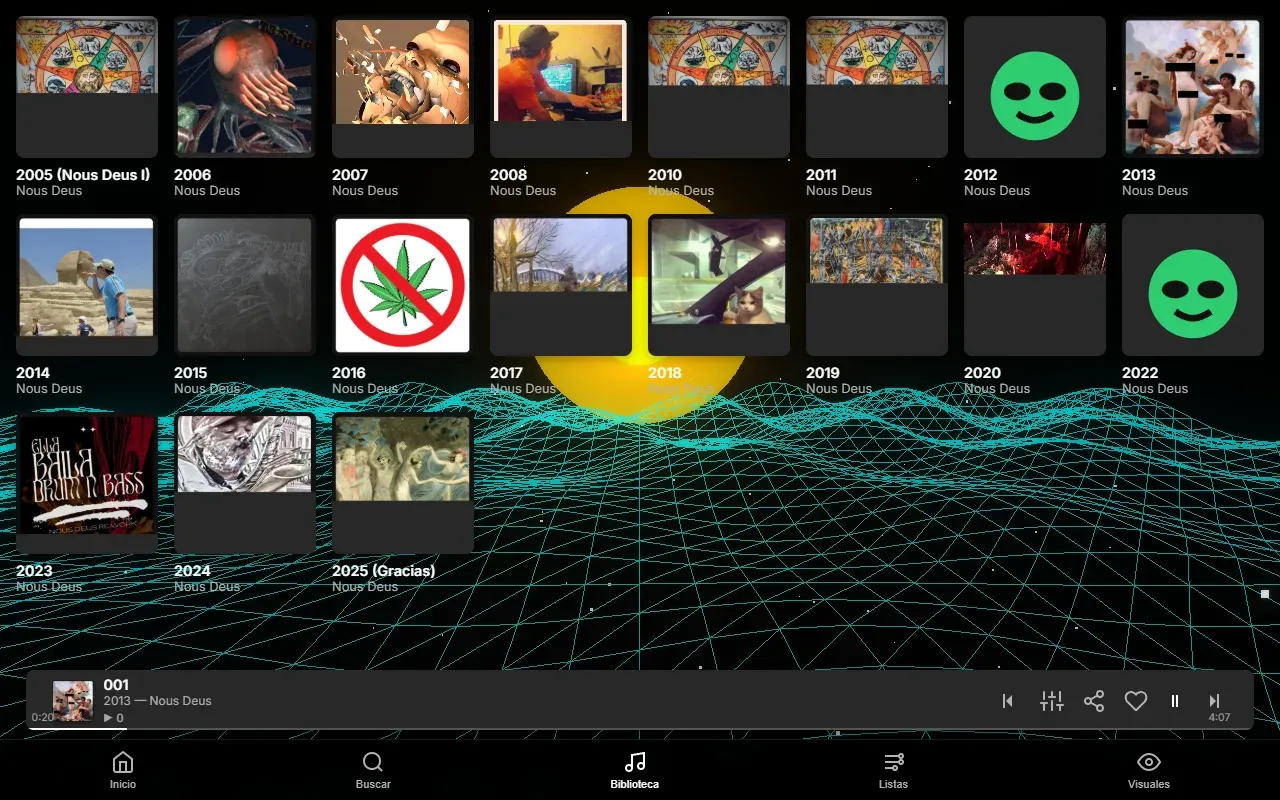 2005 (Nous Deus I)
Nous Deus
2006
Nous Deus
2007
Nous Deus
2008
Nous Deus
2010
Nous Deus
2011
Nous Deus
2012
Nous Deus
2013
Nous Deus
2014
Nous Deus
2015
Nous Deus
2016
Nous Deus
2017
Nous Deus
2018
Nous Deus
2019
Nous Deus
2020
Nous Deus
2022
Nous Deus
ELLA
BAILA
DRUM N BASS
NOUS DEUS REWORK
2023
Nous Deus
2024
Nous Deus
2025 (Gracias)
Nous Deus
001
2013 — Nous Deus
0:20
0
4:07
Inicio
Buscar
Biblioteca
Listas
Visuales